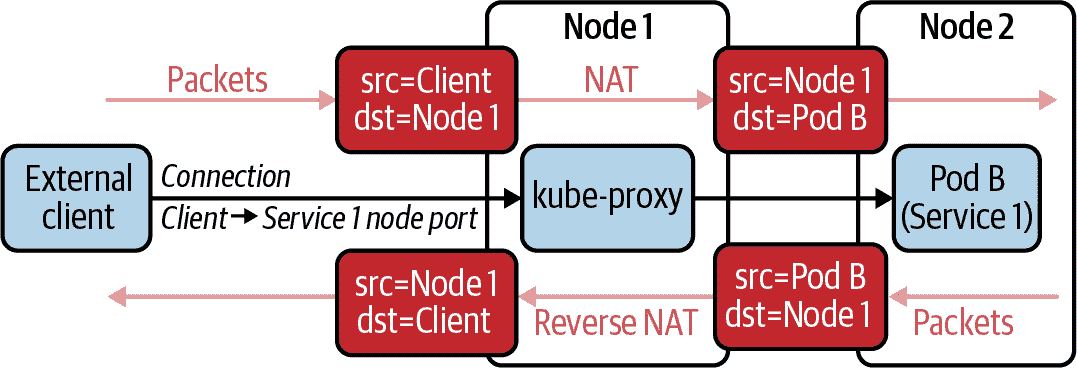 Node 1
Node 2
Packets
src=Client
dst=Node 1
NAT
src=Node 1
dst=Pod B
External
client
Connection
Client→Service 1 node port
kube-proxy
Pod B
(Service 1)
src=Node 1
dst=Client
Reverse NAT
src=Pod B
dst=Node 1
Packets